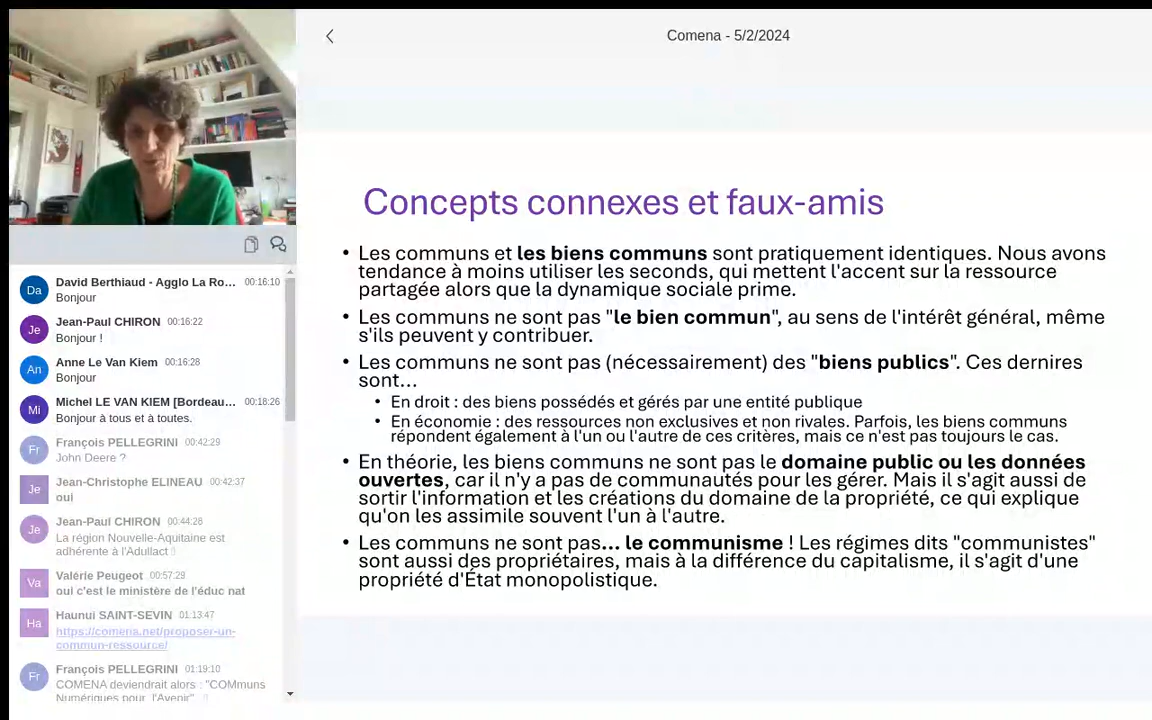 Comena - 5/2/2024
Concepts connexes et faux-amis
• Les communs et les biens communs sont pratiquement identiques. Nous avons
tendance à moins utiliser les seconds, qui mettent l'accent sur la ressource
partagée alors que la dynamique sociale prime.
• Les communs ne sont pas "le bien commun", au sens de l'intérêt général, même
s'ils peuvent y contribuer.
• Les communs ne sont pas (nécessairement) des "biens publics". Ces dernires
sont...
• En droit : des biens possédés et gérés par une entité publique
• En économie : des ressources non exclusives et non rivales. Parfois, les biens communs
répondent également à l'un ou l'autre de ces critères, mais ce n'est pas toujours le cas.
• En théorie, les biens communs ne sont pas le domaine public ou les données
ouvertes, car il n'y a pas de communautés pour les gérer. Mais il s'agit aussi de
sortir l'information et les créations du domaine de la propriété, ce qui explique
qu'on les assimile souvent l'un à l'autre.
• Les communs ne sont pas... le communisme ! Les régimes dits "communistes"
sont aussi des propriétaires, mais à la différence du capitalisme, il s'agit d'une
propriété d'État monopolistique.
Da
David Berthiaud - Agglo La Ro... 00:16:10
Bonjour
Je
Jean-Paul CHIRON 00:16:22
Bonjour !
An
Anne Le Van Kiem 00:16:28
Bonjour
Mi
Michel LE VAN KIEM [Bordeau... 00:18:26
Bonjour à tous et à toutes.
Fr
François PELLEGRINI 00:42:29
John Deere ?
Je
Jean-Christophe ELINEAU 00:42:37
oui
Je
Jean-Paul CHIRON 00:44:28
La région Nouvelle-Aquitaine est
adhérente à l'Adullact
Va
Valérie Peugeot 00:57:29
oui c'est le ministère de l'éduc nat
Ha
Haunui SAINT-SEVIN 01:13:47
https://comena.net/proposer-un-
commun-ressource/
Fr
François PELLEGRINI 01:19:10
COMENA deviendrait alors : "COMmuns
Numériques pour l'Avenir"